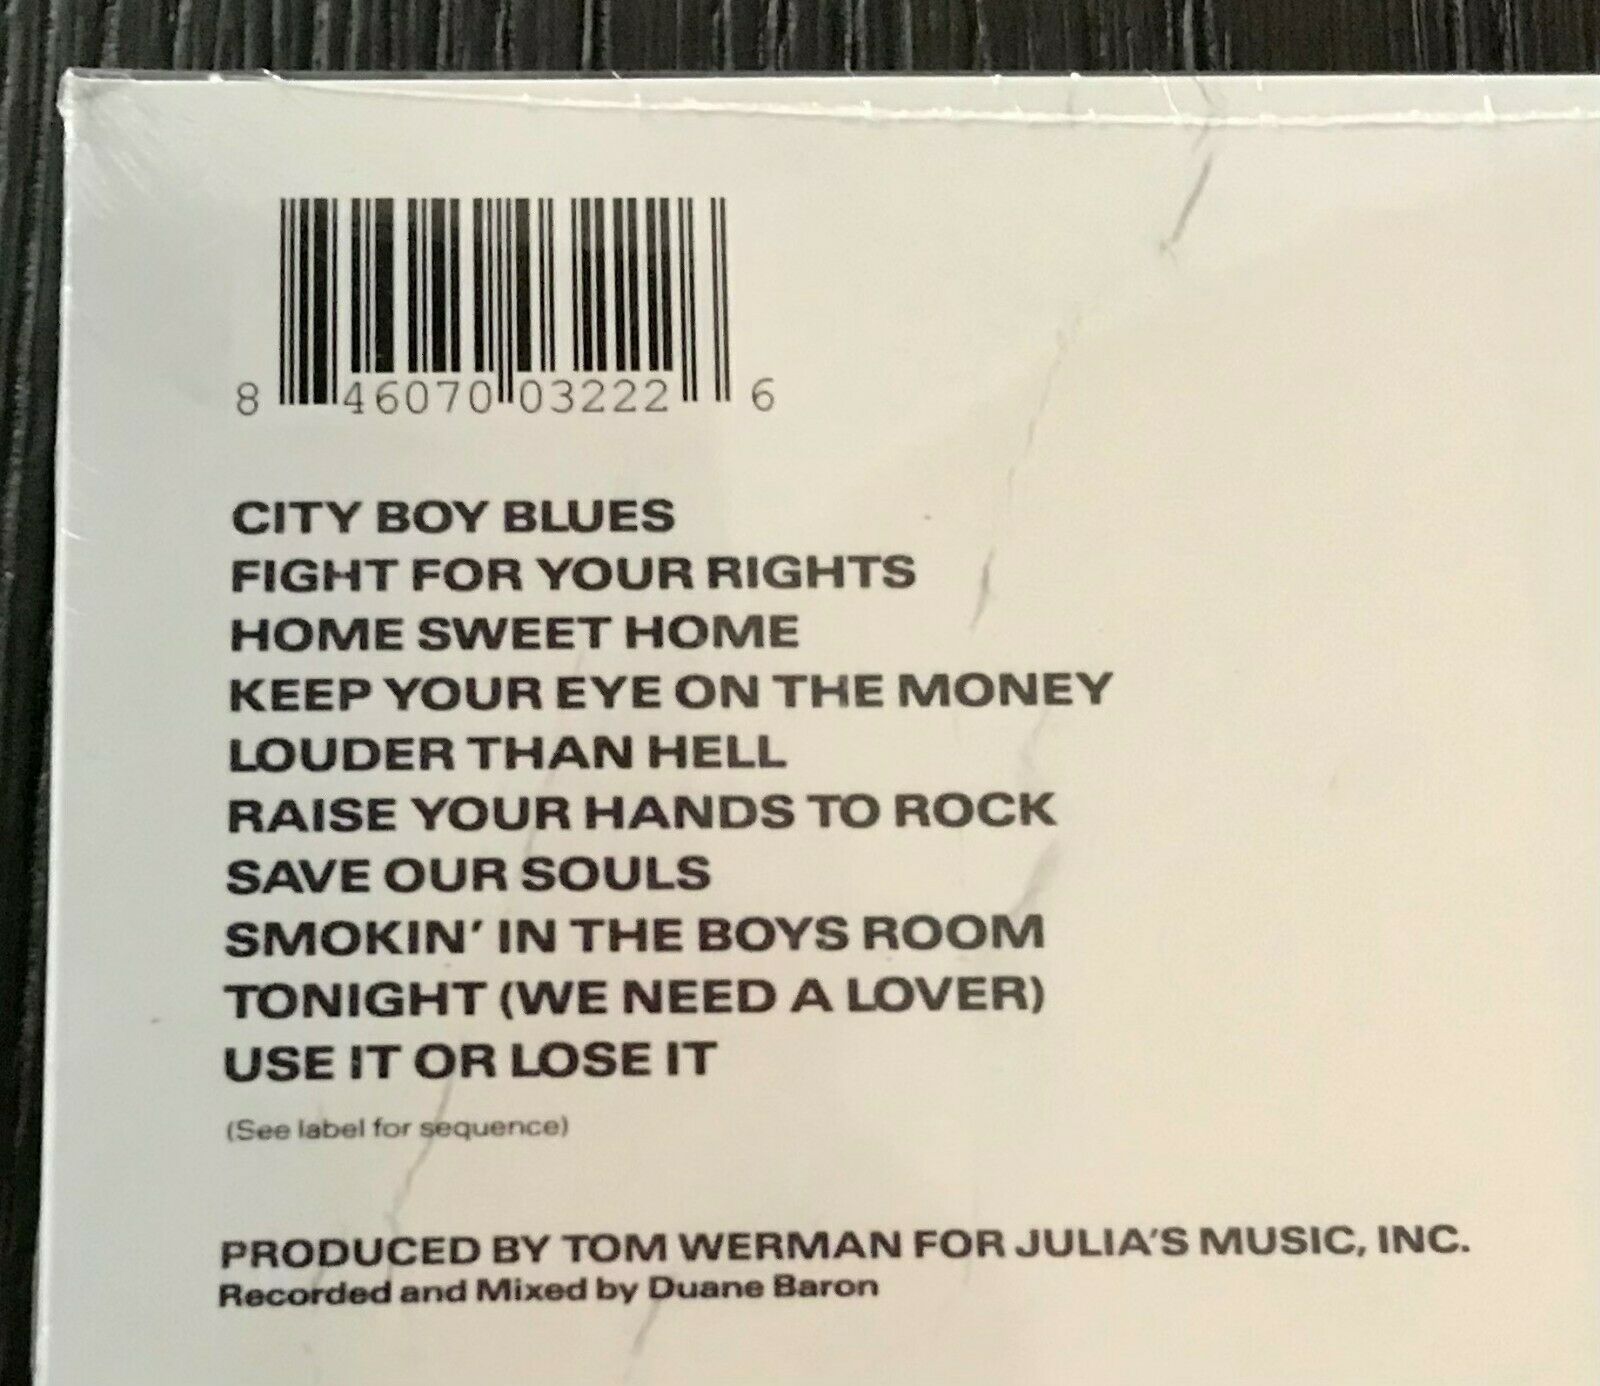 8 46070 03222 6
CITY BOY BLUES
FIGHT FOR YOUR RIGHTS
HOME SWEET HOME
KEEP YOUR EYE ON THE MONEY
LOUDER THAN HELL
RAISE YOUR HANDS TO ROCK
SAVE OUR SOULS
SMOKIN' IN THE BOYS ROOM
TONIGHT (WE NEED A LOVER)
USE IT OR LOSE IT
(See label for sequence)
PRODUCED BY TOM WERMAN FOR JULIA'S MUSIC, INC.
Recorded and Mixed by Duane Baron